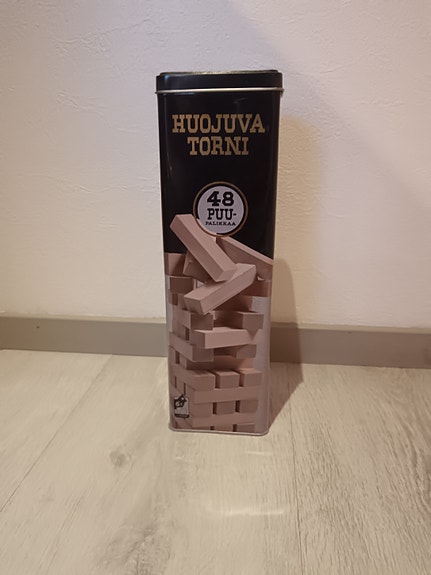 HUOJUVA
TORNI
48
PUU-
PALIKKAA